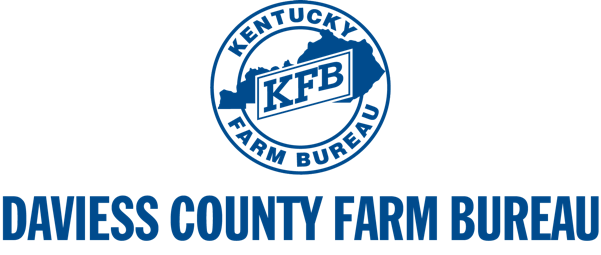 KENTUCKY
KFB
FARM BUREAU
DAVIESS COUNTY FARM BUREAU